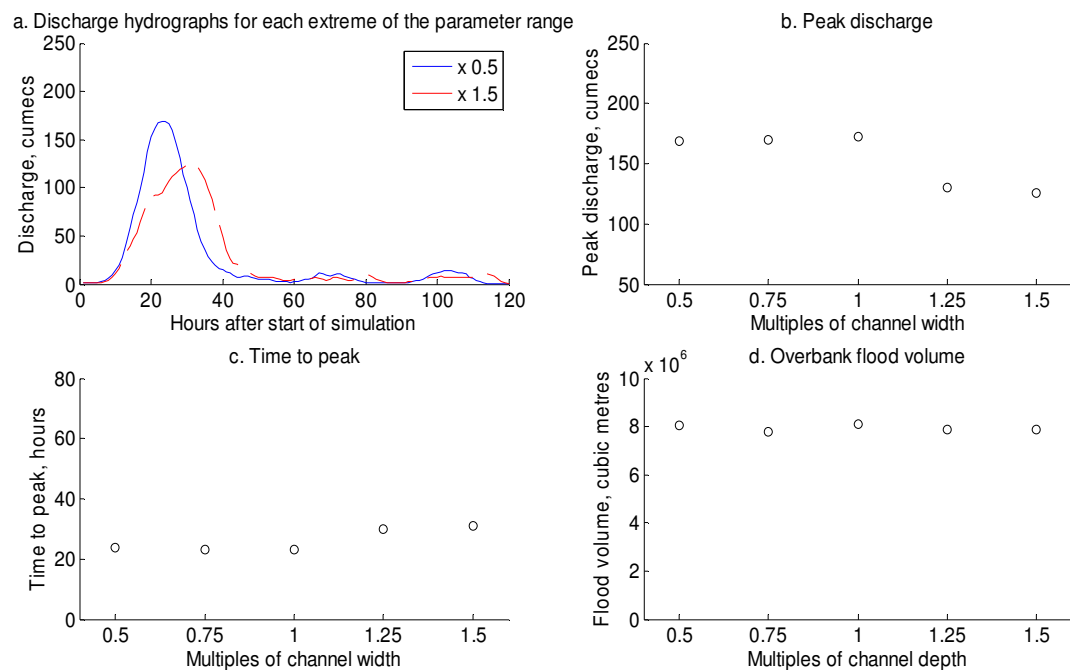 a. Discharge hydrographs for each extreme of the parameter range
250
200
150
100
50
0
Discharge, cumecs
x 0.5
x 1.5
0 20 40 60 80 100 120
Hours after start of simulation
b. Peak discharge
250
200
150
100
50
Peak discharge, cumecs
0.5 0.75 1 1.25 1.5
Multiples of channel width
c. Time to peak
80
60
40
20
0
Time to peak, hours
0.5 0.75 1 1.25 1.5
Multiples of channel width
d. Overbank flood volume
x 10^6
10
8
6
4
2
0
Flood volume, cubic metres
0.5 0.75 1 1.25 1.5
Multiples of channel depth